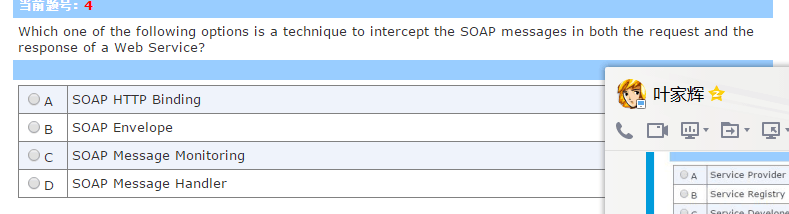 当前题号: 4
Which one of the following options is a technique to intercept the SOAP messages in both the request and the
response of a Web Service?
A SOAP HTTP Binding
B SOAP Envelope
C SOAP Message Monitoring
D SOAP Message Handler
叶家辉
A Service Provider
B Service Registry
C Service Develope